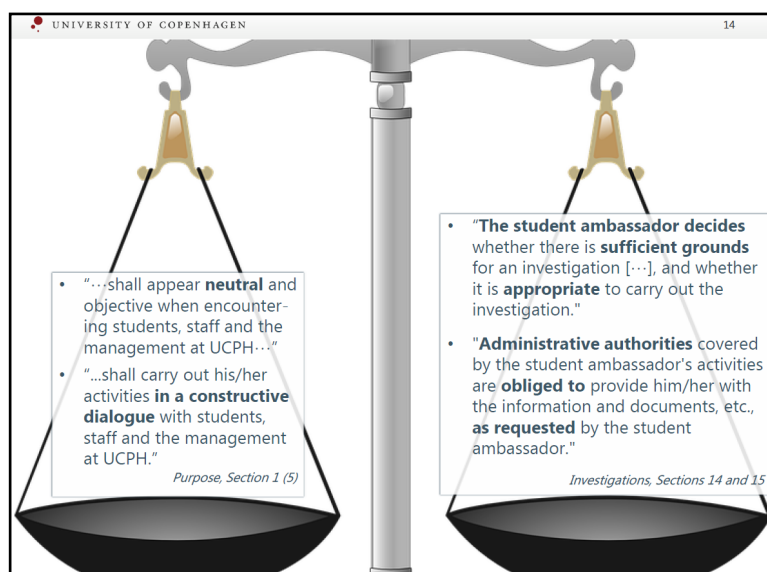 UNIVERSITY OF COPENHAGEN
14
• “⋯shall appear neutral and
objective when encounter-
ing students, staff and the
management at UCPH⋯”
• “...shall carry out his/her
activities in a constructive
dialogue with students,
staff and the management
at UCPH.”
Purpose, Section 1 (5)
• “The student ambassador decides
whether there is sufficient grounds
for an investigation [⋯], and whether
it is appropriate to carry out the
investigation."
• "Administrative authorities covered
by the student ambassador's activities
are obliged to provide him/her with
the information and documents, etc.,
as requested by the student
ambassador."
Investigations, Sections 14 and 15